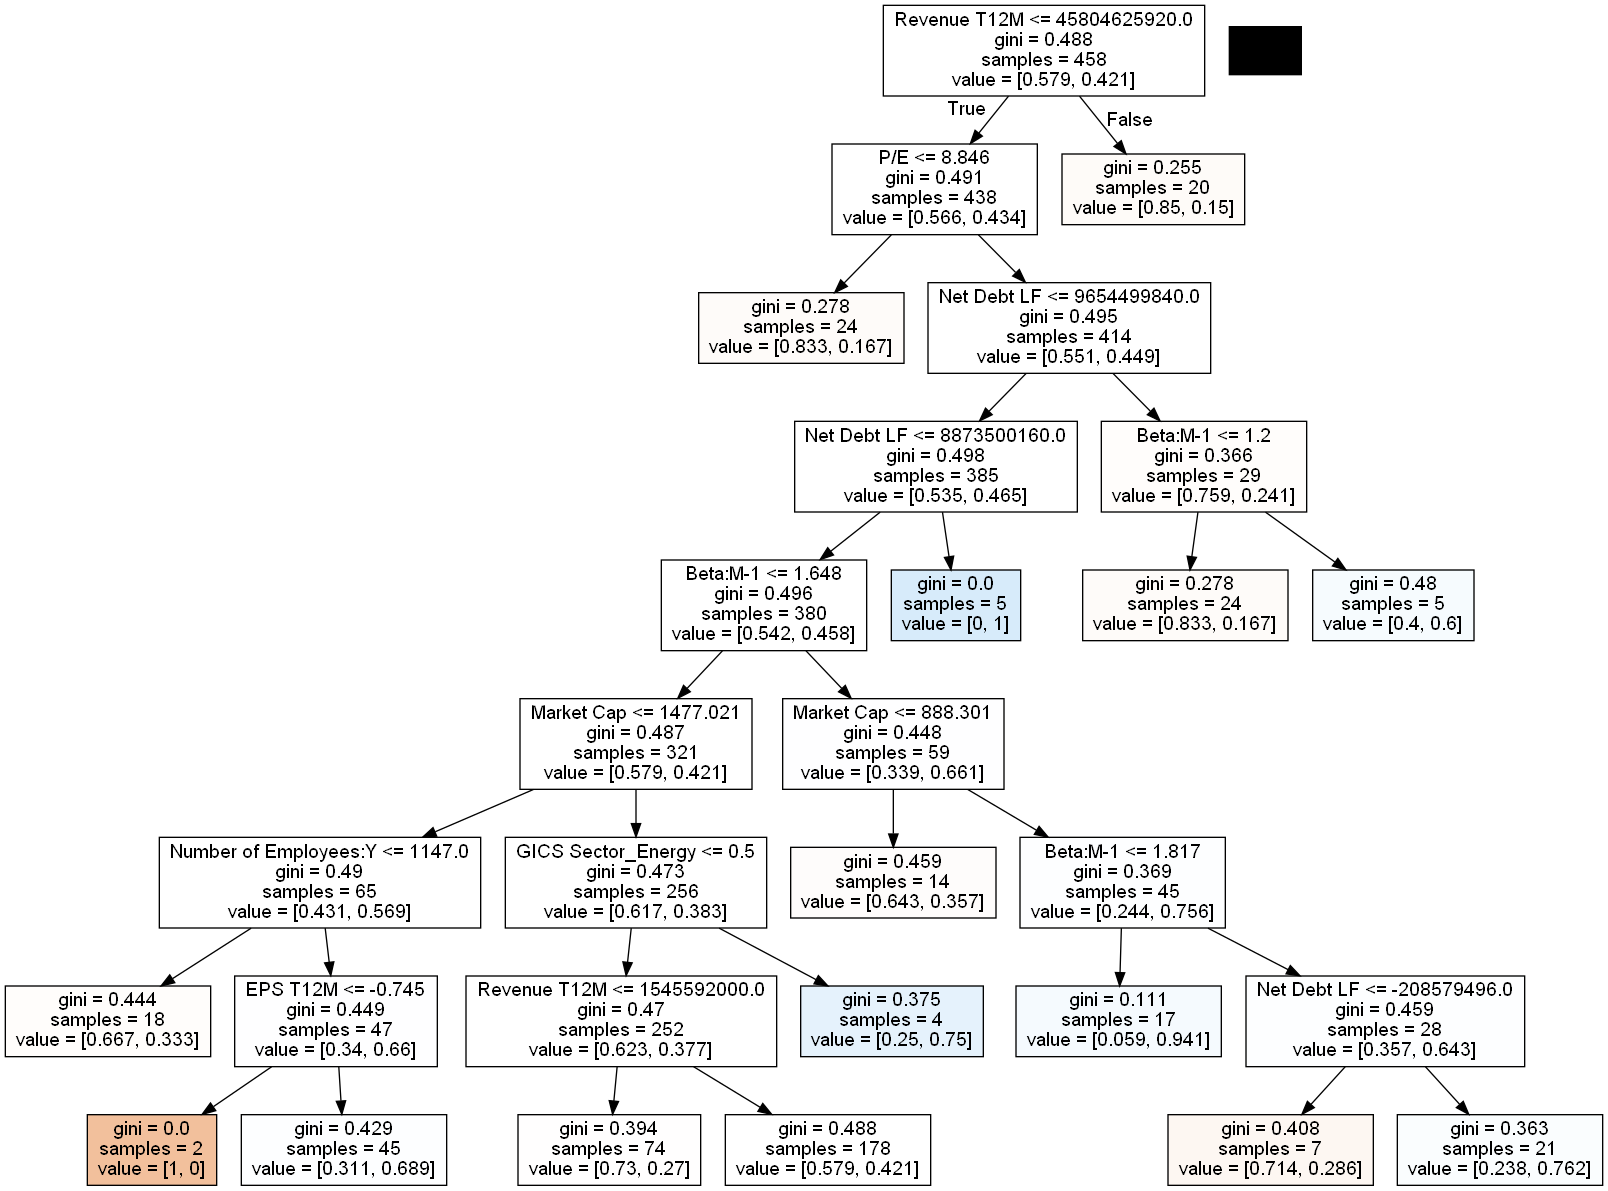 Revenue T12M <= 45804625920.0
gini = 0.488
samples = 458
value = [0.579, 0.421]
True
False
P/E <= 8.846
gini = 0.491
samples = 438
value = [0.566, 0.434]
gini = 0.255
samples = 20
value = [0.85, 0.15]
gini = 0.278
samples = 24
value = [0.833, 0.167]
Net Debt LF <= 9654499840.0
gini = 0.495
samples = 414
value = [0.551, 0.449]
Net Debt LF <= 8873500160.0
gini = 0.498
samples = 385
value = [0.535, 0.465]
Beta:M-1 <= 1.2
gini = 0.366
samples = 29
value = [0.759, 0.241]
Beta:M-1 <= 1.648
gini = 0.496
samples = 380
value = [0.542, 0.458]
gini = 0.0
samples = 5
value = [0, 1]
gini = 0.278
samples = 24
value = [0.833, 0.167]
gini = 0.48
samples = 5
value = [0.4, 0.6]
Market Cap <= 1477.021
gini = 0.487
samples = 321
value = [0.579, 0.421]
Market Cap <= 888.301
gini = 0.448
samples = 59
value = [0.339, 0.661]
Number of Employees:Y <= 1147.0
gini = 0.49
samples = 65
value = [0.431, 0.569]
GICS Sector_Energy <= 0.5
gini = 0.473
samples = 256
value = [0.617, 0.383]
gini = 0.459
samples = 14
value = [0.643, 0.357]
Beta:M-1 <= 1.817
gini = 0.369
samples = 45
value = [0.244, 0.756]
gini = 0.444
samples = 18
value = [0.667, 0.333]
EPS T12M <= -0.745
gini = 0.449
samples = 47
value = [0.34, 0.66]
Revenue T12M <= 1545592000.0
gini = 0.47
samples = 252
value = [0.623, 0.377]
gini = 0.375
samples = 4
value = [0.25, 0.75]
gini = 0.111
samples = 17
value = [0.059, 0.941]
Net Debt LF <= -208579496.0
gini = 0.459
samples = 28
value = [0.357, 0.643]
gini = 0.0
samples = 2
value = [1, 0]
gini = 0.429
samples = 45
value = [0.311, 0.689]
gini = 0.394
samples = 74
value = [0.73, 0.27]
gini = 0.488
samples = 178
value = [0.579, 0.421]
gini = 0.408
samples = 7
value = [0.714, 0.286]
gini = 0.363
samples = 21
value = [0.238, 0.762]